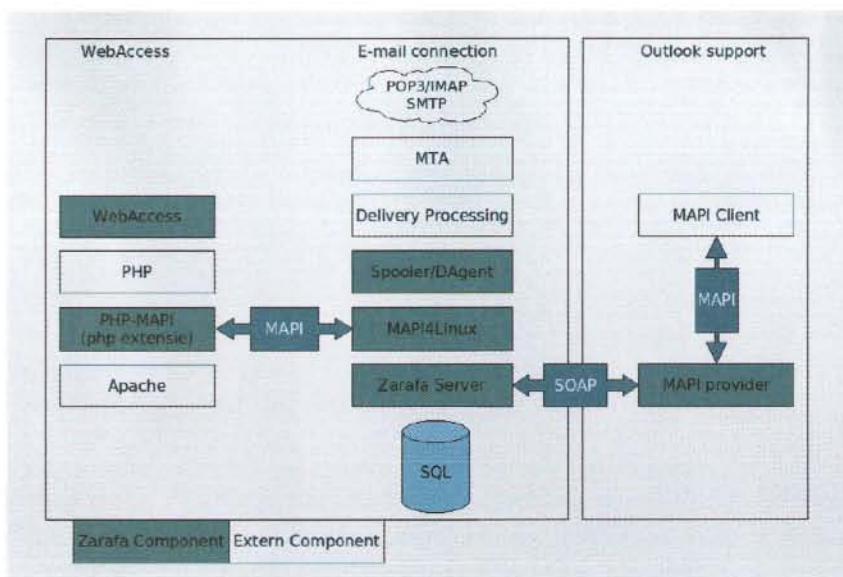 WebAccess
E-mail connection
Outlook support
POP3/IMAP
SMTP
MTA
WebAccess
Delivery Processing
MAPI Client
PHP
Spooler/DAgent
MAPI
PHP-MAPI
(php extensie)
MAPI
MAPI4Linux
Apache
Zarafa Server
SOAP
MAPI provider
SQL
Zarafa Component
Extern Component